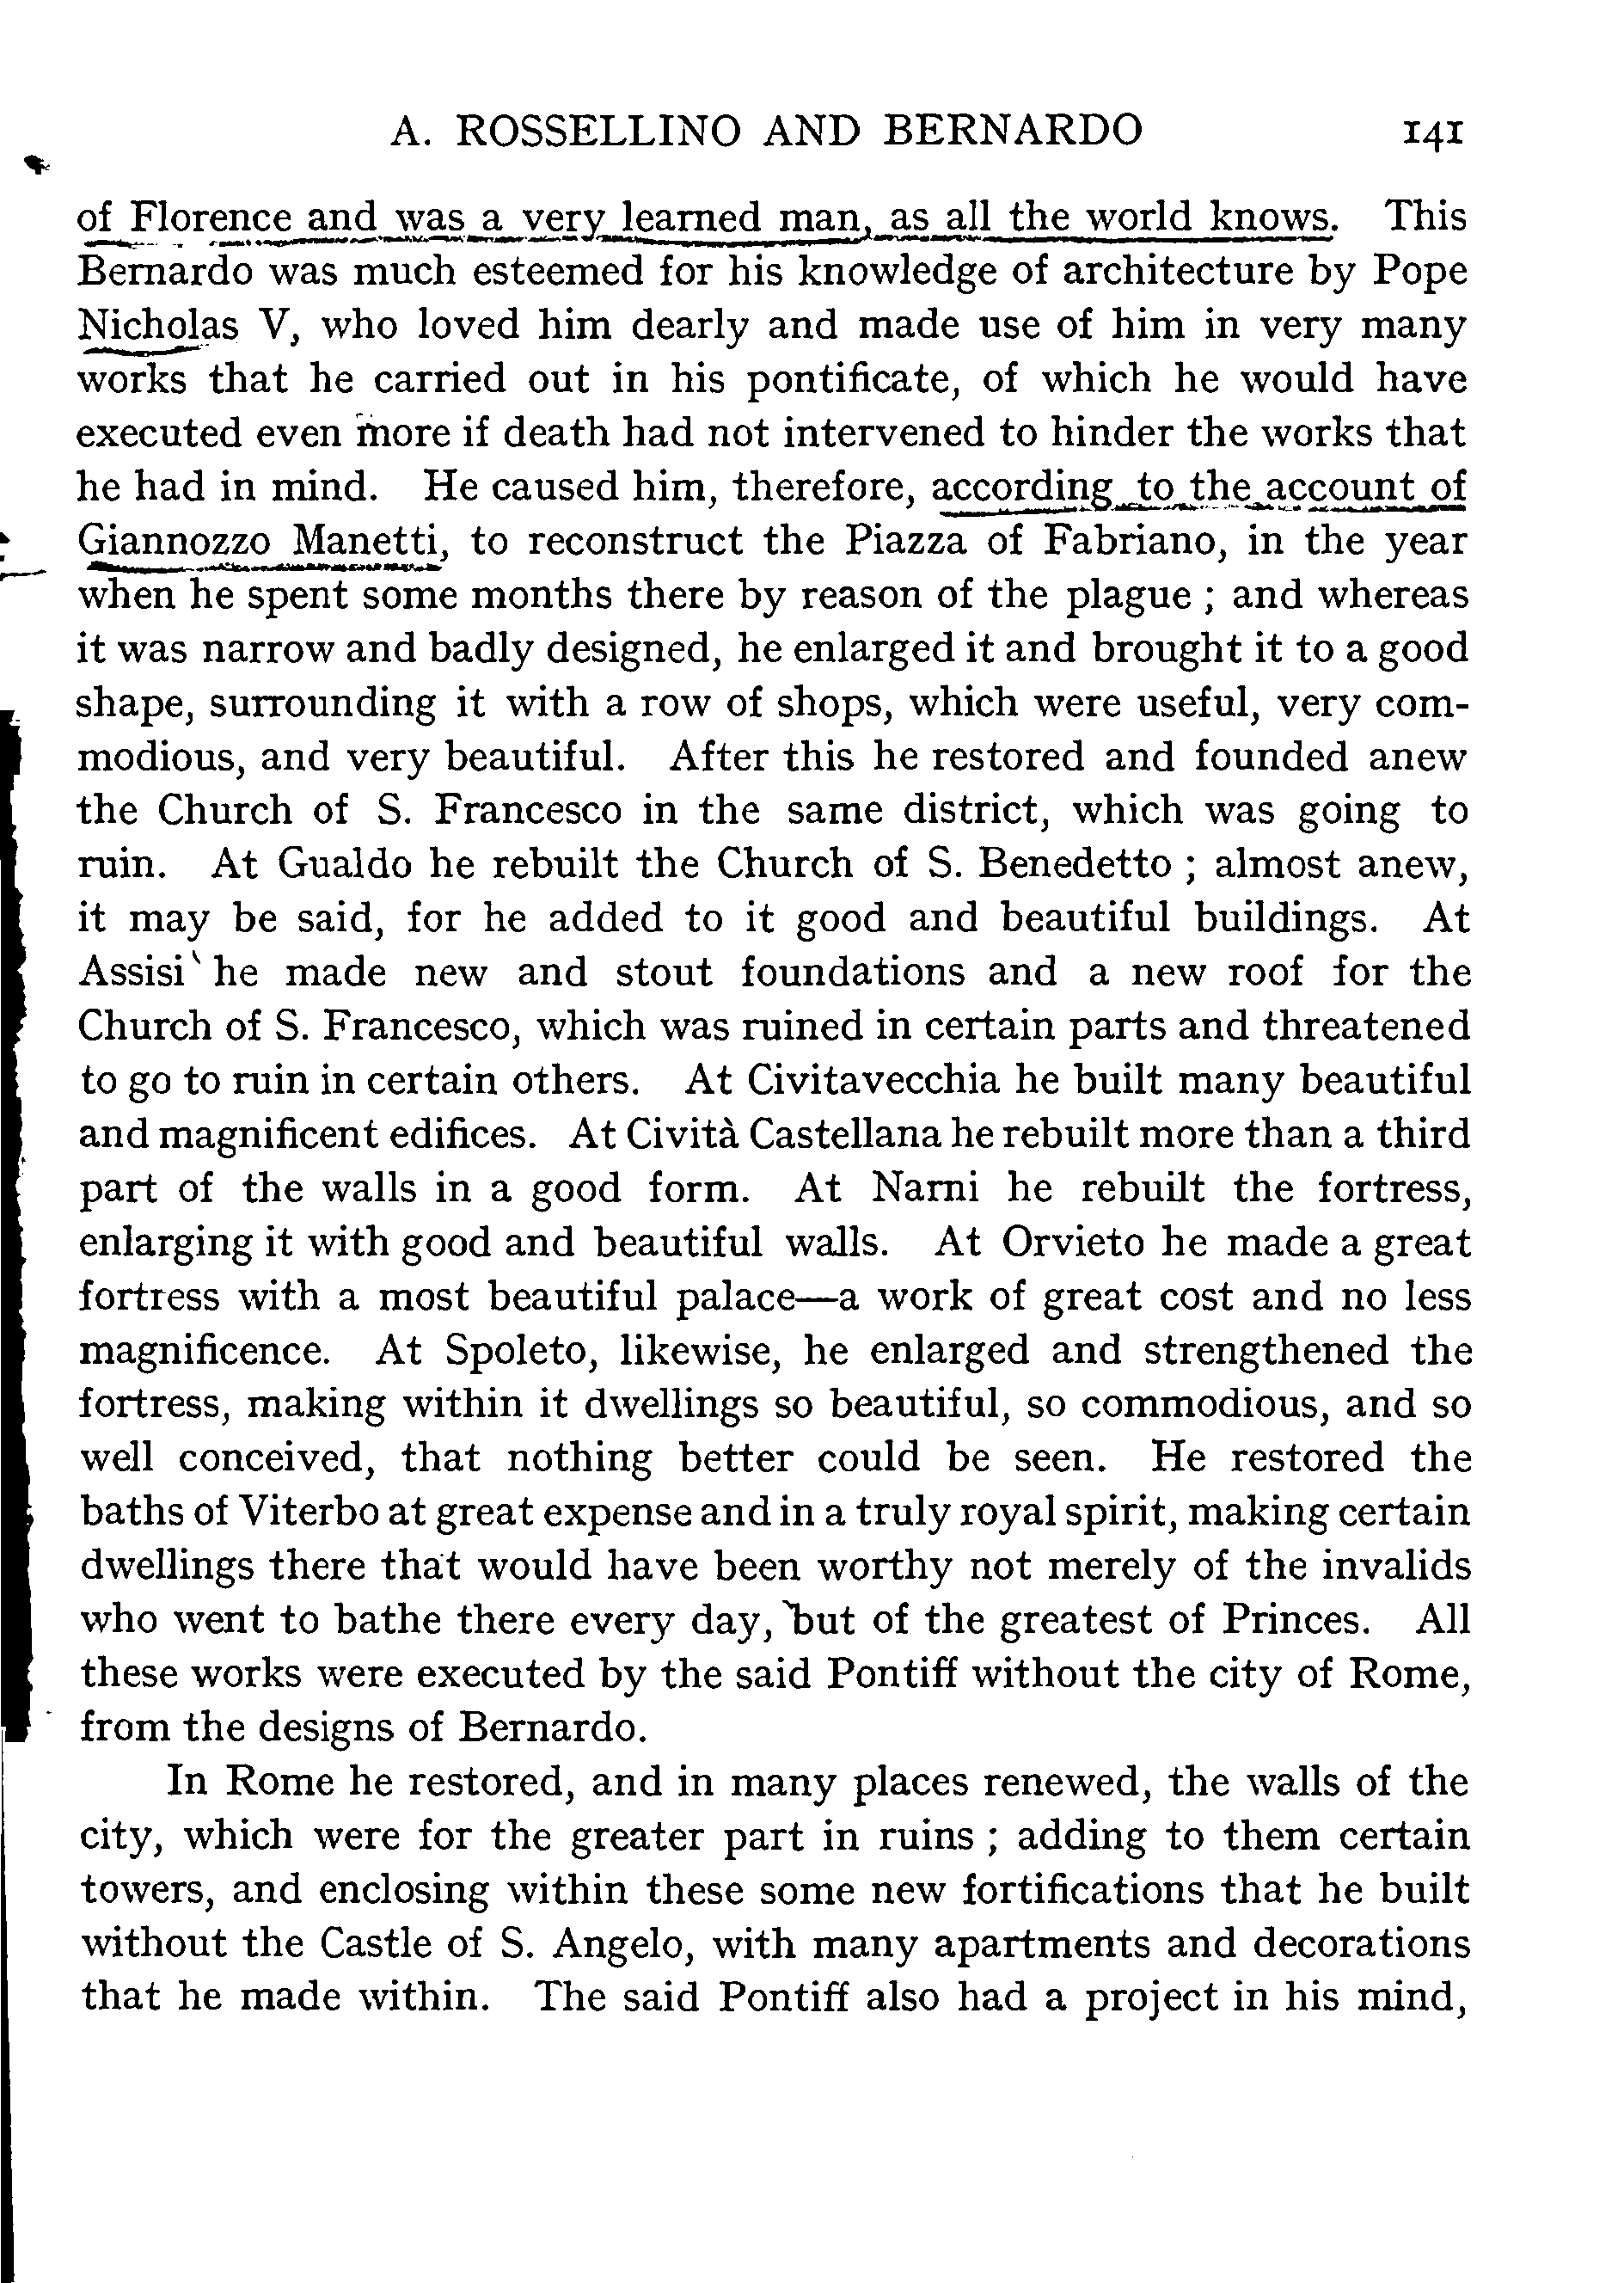 A. ROSSELLINO AND BERNARDO 141
of Florence and was a very learned man, as all the world knows. This
Bernardo was much esteemed for his knowledge of architecture by Pope
Nicholas V, who loved him dearly and made use of him in very many
works that he carried out in his pontificate, of which he would have
executed even more if death had not intervened to hinder the works that
he had in mind. He caused him, therefore, according to the account of
Giannozzo Manetti, to reconstruct the Piazza of Fabriano, in the year
when he spent some months there by reason of the plague ; and whereas
it was narrow and badly designed, he enlarged it and brought it to a good
shape, surrounding it with a row of shops, which were useful, very com-
modious, and very beautiful. After this he restored and founded anew
the Church of S. Francesco in the same district, which was going to
ruin. At Gualdo he rebuilt the Church of S. Benedetto ; almost anew,
it may be said, for he added to it good and beautiful buildings. At
Assisi he made new and stout foundations and a new roof for the
Church of S. Francesco, which was ruined in certain parts and threatened
to go to ruin in certain others. At Civitavecchia he built many beautiful
and magnificent edifices. At Cività Castellana he rebuilt more than a third
part of the walls in a good form. At Narni he rebuilt the fortress,
enlarging it with good and beautiful walls. At Orvieto he made a great
fortress with a most beautiful palace—a work of great cost and no less
magnificence. At Spoleto, likewise, he enlarged and strengthened the
fortress, making within it dwellings so beautiful, so commodious, and so
well conceived, that nothing better could be seen. He restored the
baths of Viterbo at great expense and in a truly royal spirit, making certain
dwellings there that would have been worthy not merely of the invalids
who went to bathe there every day, but of the greatest of Princes. All
these works were executed by the said Pontiff without the city of Rome,
from the designs of Bernardo.
In Rome he restored, and in many places renewed, the walls of the
city, which were for the greater part in ruins ; adding to them certain
towers, and enclosing within these some new fortifications that he built
without the Castle of S. Angelo, with many apartments and decorations
that he made within. The said Pontiff also had a project in his mind,